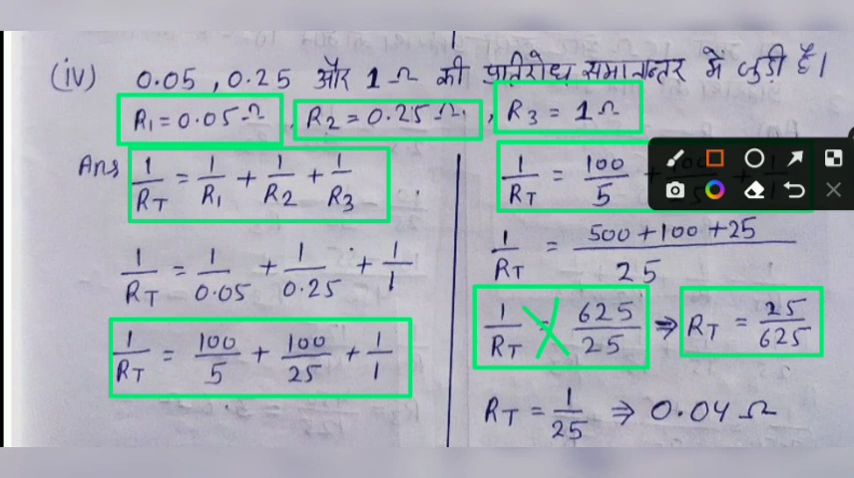 (iv) 0.05 , 0.25 और 1 Ω की प्रतिरोध समान्तर में जुड़ी है।
R₁ = 0.05 Ω , R₂ = 0.25 Ω , R₃ = 1 Ω
Ans 1/RT = 1/R₁ + 1/R₂ + 1/R₃
1/RT = 1/0.05 + 1/0.25 + 1/1
1/RT = 100/5 + 100/25 + 1/1
1/RT = 100/5 +
1/RT = 500 + 100 + 25 / 25
1/RT = 625/25 ⇒ RT = 25/625
RT = 1/25 ⇒ 0.04 Ω